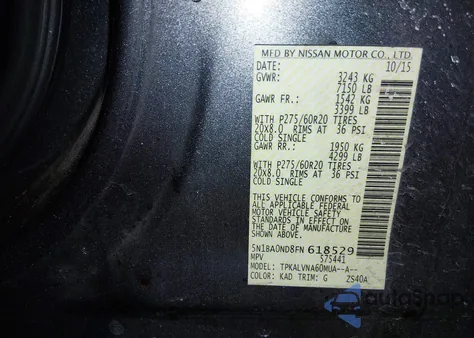 MFD BY NISSAN MOTOR CO., LTD.
DATE: 10/15
GVWR: 3243 KG
7150 LB
GAWR FR.: 1542 KG
3399 LB
WITH P275/60R20 TIRES
20X8.0 RIMS AT 36 PSI
COLD SINGLE
GAWR RR.: 1950 KG
4299 LB
WITH P275/60R20 TIRES
20X8.0 RIMS AT 36 PSI
COLD SINGLE
THIS VEHICLE CONFORMS TO
ALL APPLICABLE FEDERAL
MOTOR VEHICLE SAFETY
STANDARDS IN EFFECT ON
THE DATE OF MANUFACTURE
SHOWN ABOVE.
5N1BA0ND8FN 618529
MPV 575441
MODEL: TPKALVNA60MUA--A--
COLOR: KAD TRIM: G ZS40A
autoSnap